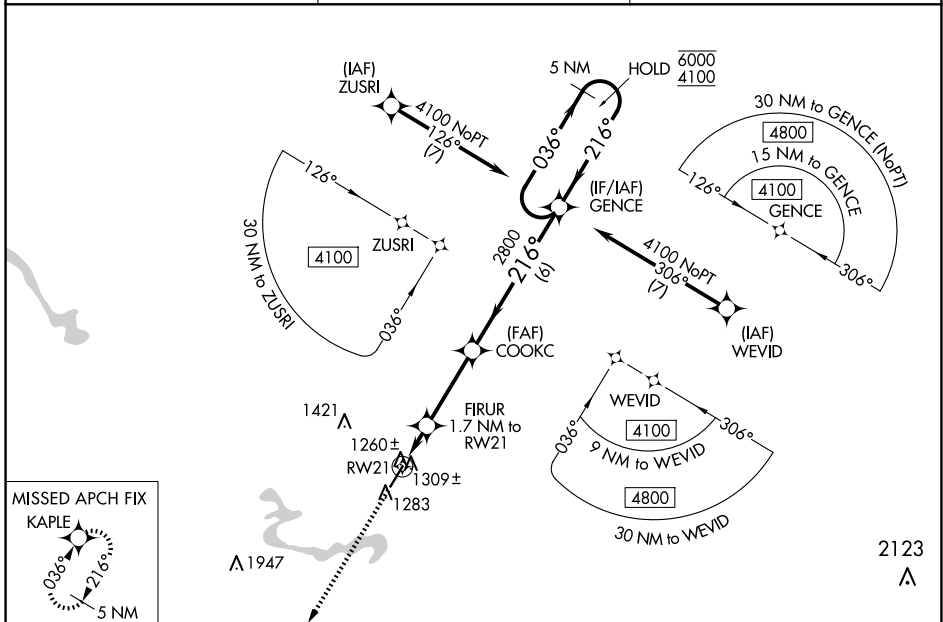 (IAF)
ZUSRI
4100 NoPT
126°
(7)
5 NM
HOLD
6000
4100
036°
216°
(IF/IAF)
GENCE
30 NM to GENCE (NoPT)
4800
15 NM to GENCE
4100
GENCE
126°
306°
126°
ZUSRI
4100
30 NM to ZUSRI
036°
2800
216°
(6)
4100 NoPT
306°
(7)
(IAF)
WEVID
(FAF)
COOKC
WEVID
4100
9 NM to WEVID
036°
306°
4800
30 NM to WEVID
1421
FIRUR
1.7 NM to
RW21
1260±
RW21
1309±
1283
MISSED APCH FIX
KAPLE
036°
216°
5 NM
1947
2123